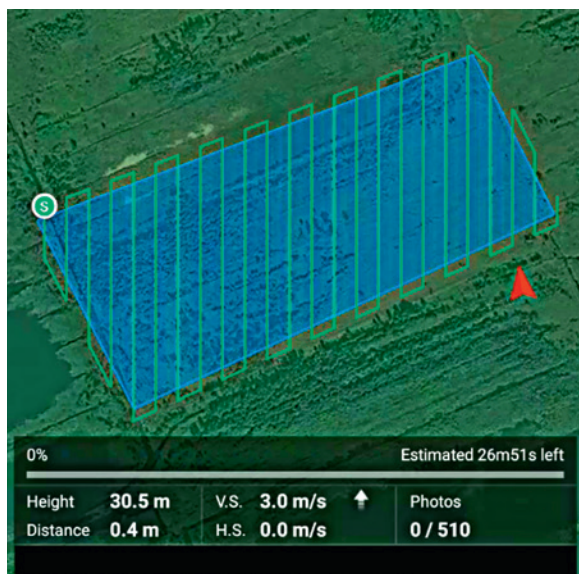 S
0% Estimated 26m51s left
Height 30.5 m V.S. 3.0 m/s Photos
Distance 0.4 m H.S. 0.0 m/s 0 / 510